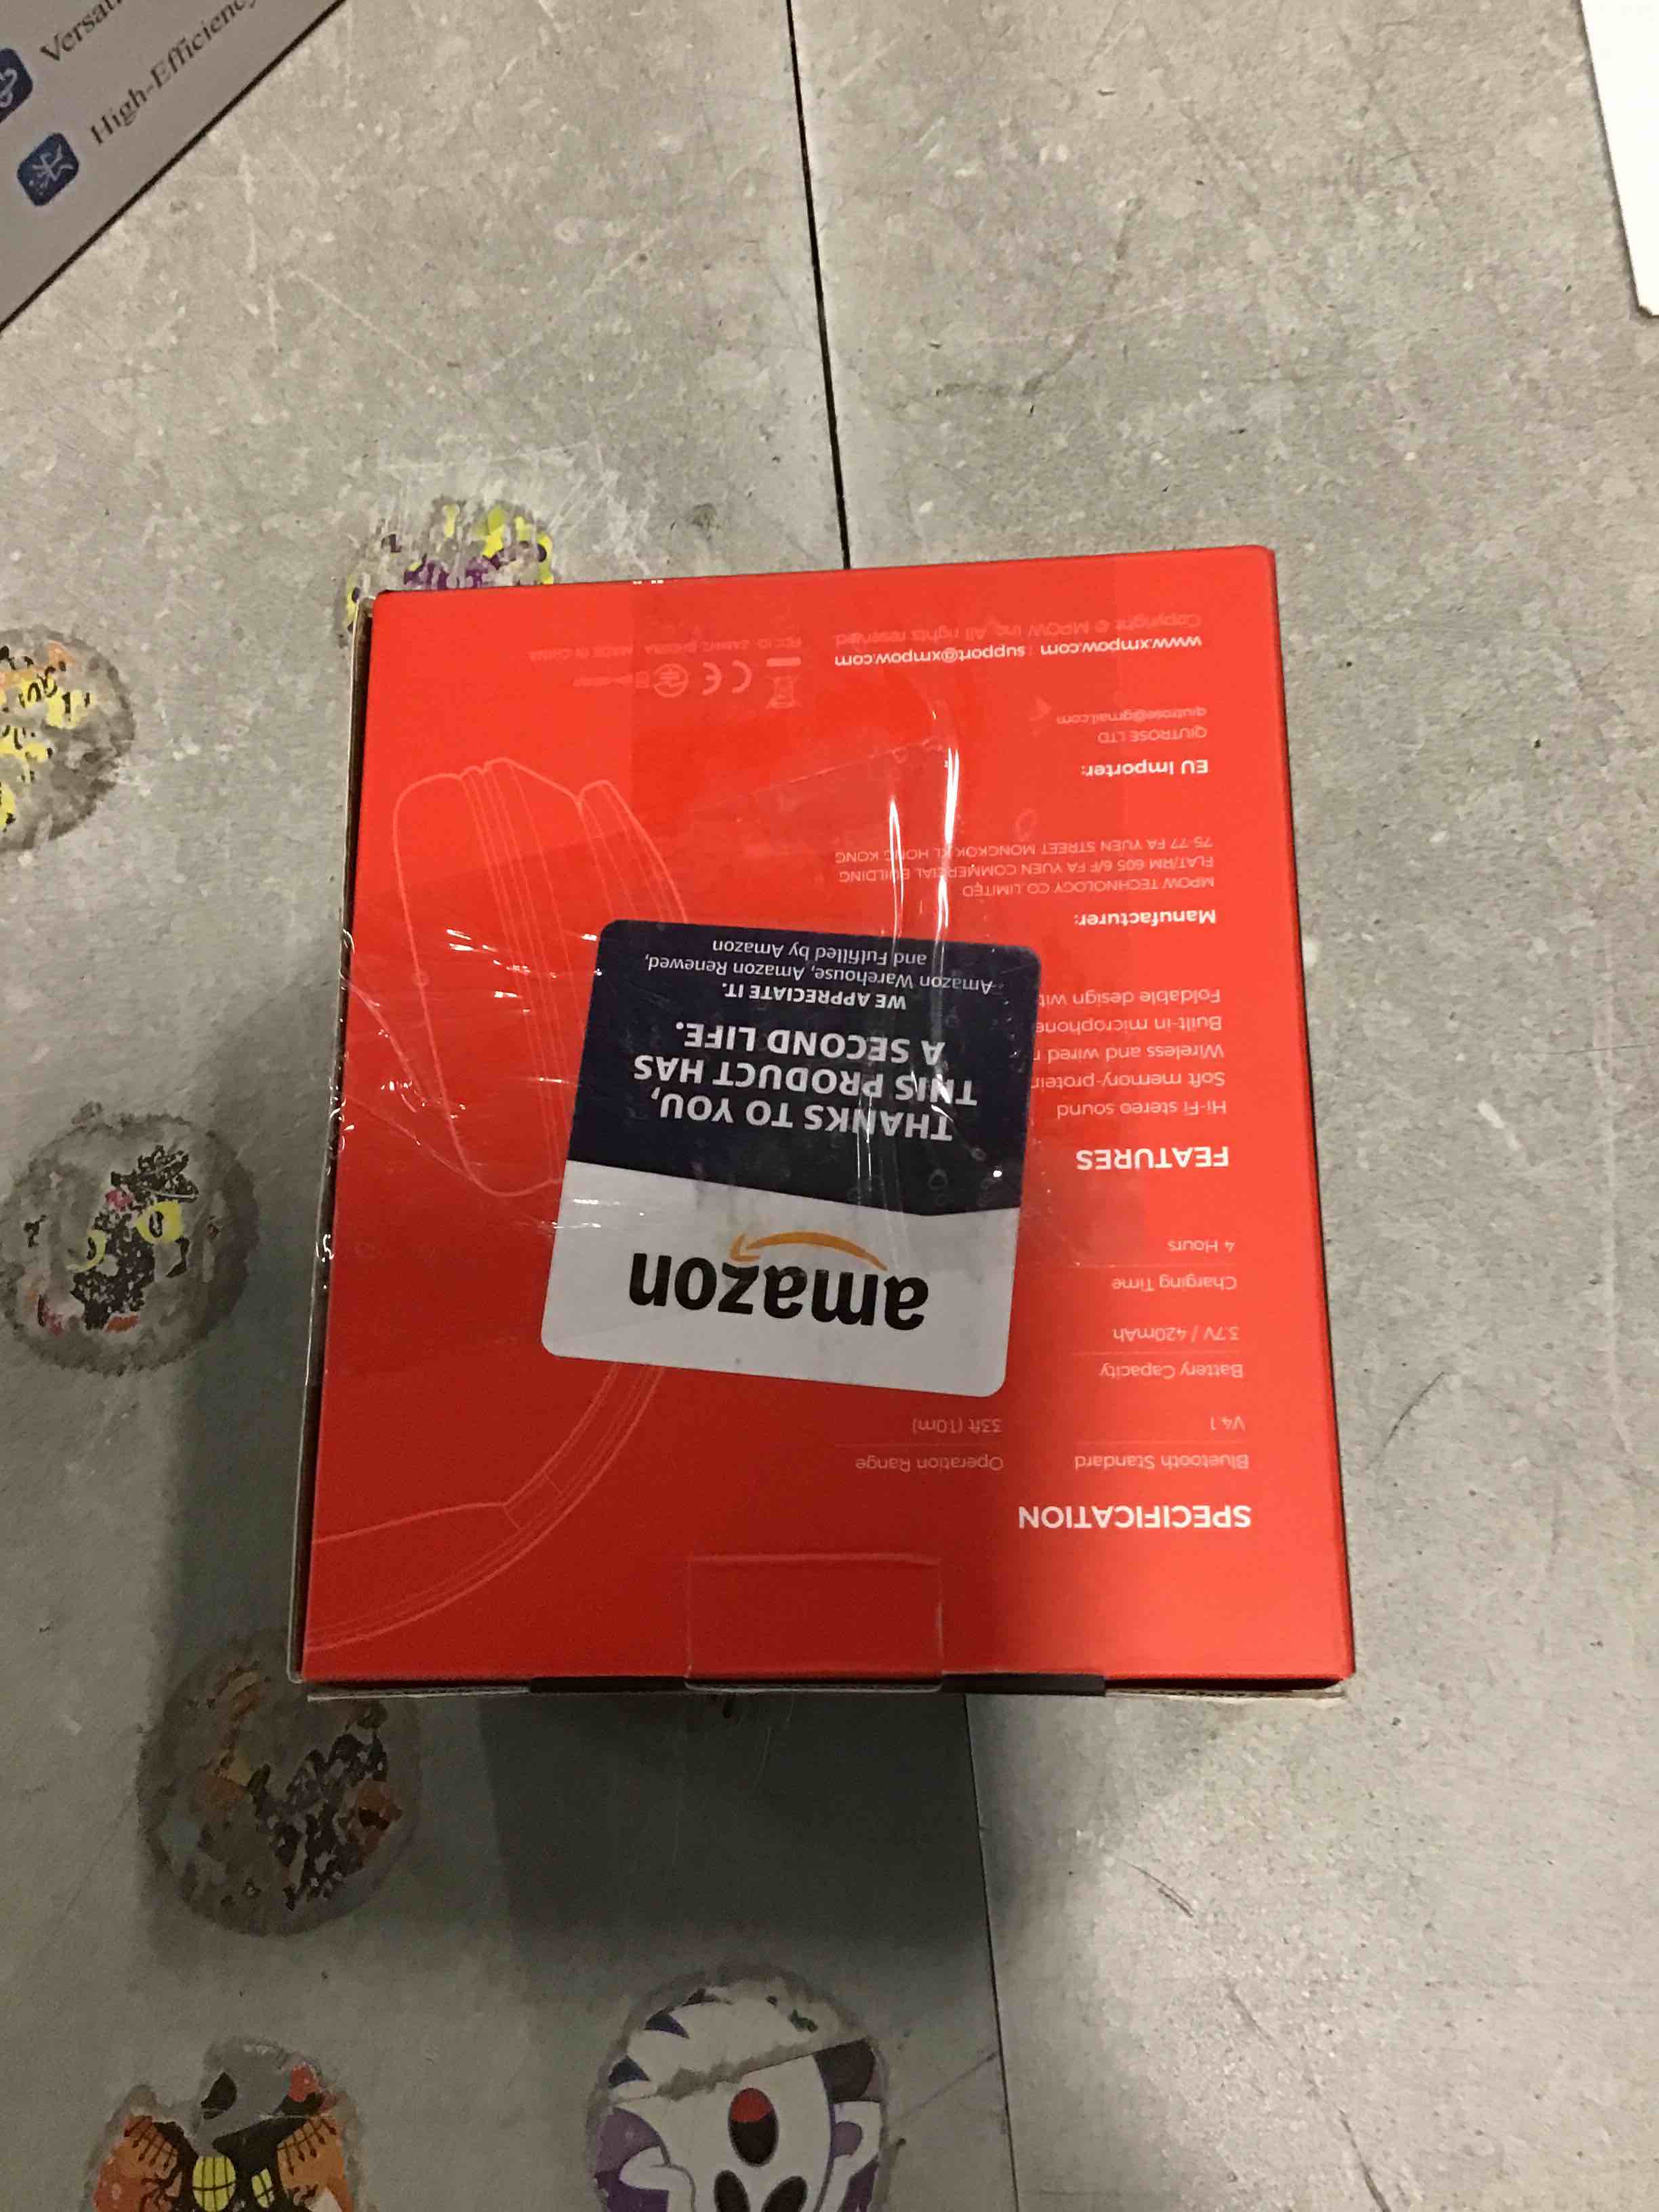 High-Efficiency
SPECIFICATION
Bluetooth Standard
V4.1
Operation Range
33ft (10m)
Battery Capacity
3.7V / 420mAh
Charging Time
4 Hours
FEATURES
Hi-Fi stereo sound
Soft memory-protein
Wireless and wired
Built-in microphone
Foldable design
amazon
THANKS TO YOU,
THIS PRODUCT HAS
A SECOND LIFE.
WE APPRECIATE IT.
Amazon Warehouse, Amazon Renewed,
and Fulfilled by Amazon
Manufacturer:
MPOW TECHNOLOGY CO LIMITED
FLAT/RM 605 6/F FA YUEN COMMERCIAL BUILDING
75-77 FA YUEN STREET MONGKOK KL HONG KONG
EU Importer:
QIUTROSE LTD
qiutrose@gmail.com
www.xmpow.com | support@xmpow.com
Copyright © MPOW Inc. All rights reserved.
CE
MADE IN CHINA